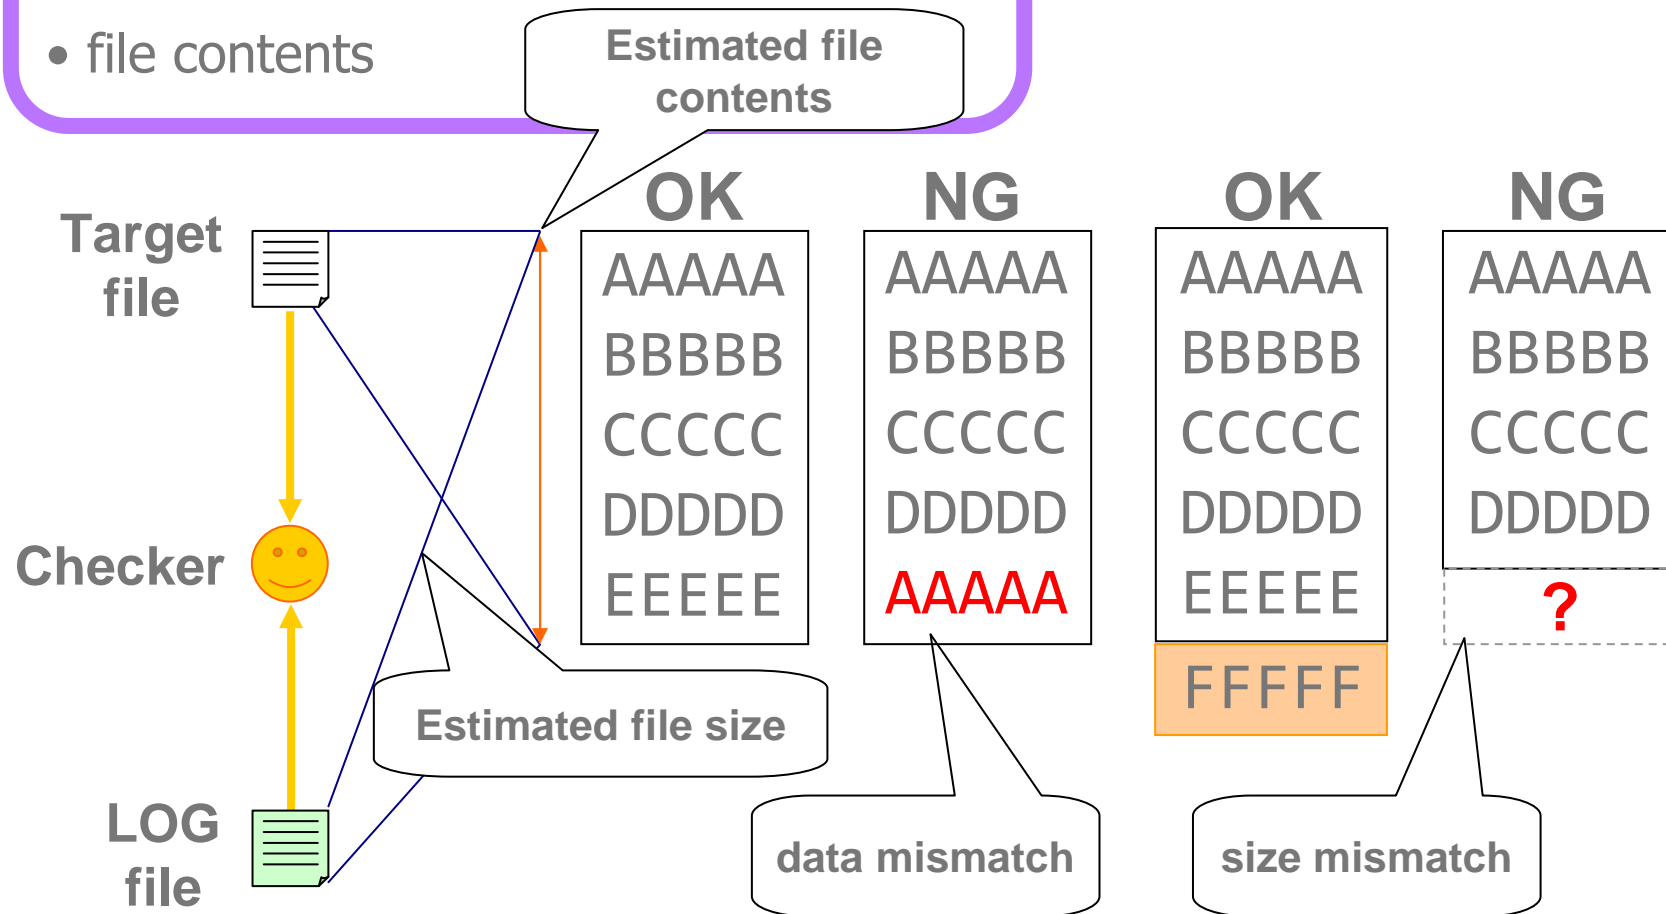 • file contents
Estimated file
contents
Target
file
Checker
LOG
file
Estimated file size
OK
AAAAA
BBBBB
CCCCC
DDDDD
EEEEE
NG
AAAAA
BBBBB
CCCCC
DDDDD
AAAAA
data mismatch
OK
AAAAA
BBBBB
CCCCC
DDDDD
EEEEE
FFFFF
NG
AAAAA
BBBBB
CCCCC
DDDDD
?
size mismatch